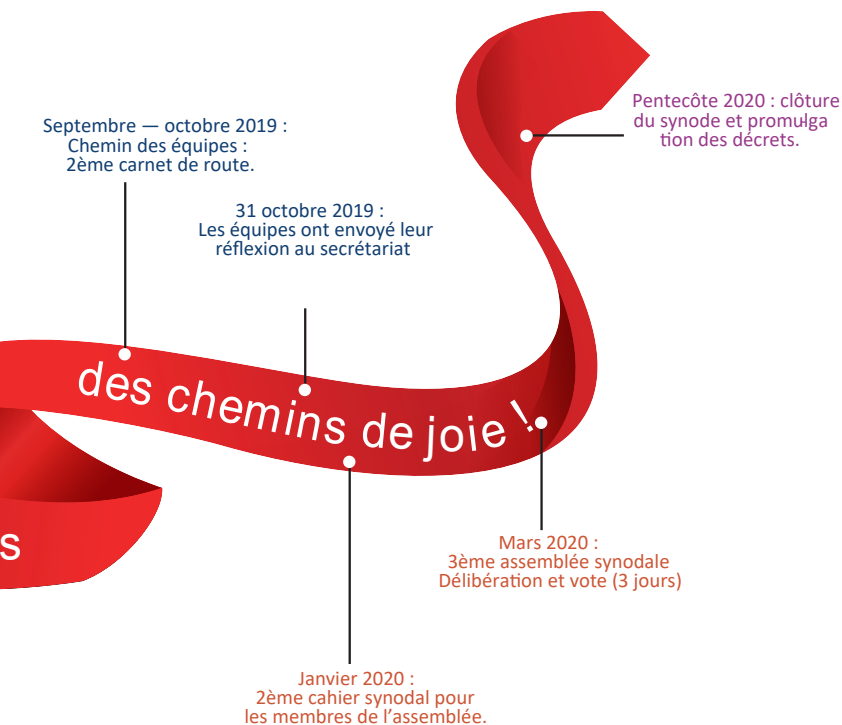 Septembre — octobre 2019 :
Chemin des équipes :
2ème carnet de route.
31 octobre 2019 :
Les équipes ont envoyé leur
réflexion au secrétariat
Pentecôte 2020 : clôture
du synode et promulga
tion des décrets.
des chemins de joie !
s
Mars 2020 :
3ème assemblée synodale
Délibération et vote (3 jours)
Janvier 2020 :
2ème cahier synodal pour
les membres de l’assemblée.